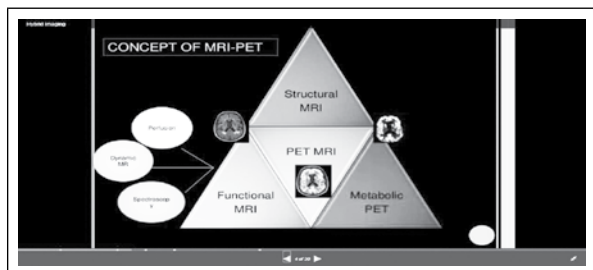 Hybrid Imaging
CONCEPT OF MRI-PET
Structural
MRI
Perfusion
Dynamic
MRI
PET MRI
Spectroscop
y
Functional
MRI
Metabolic
PET